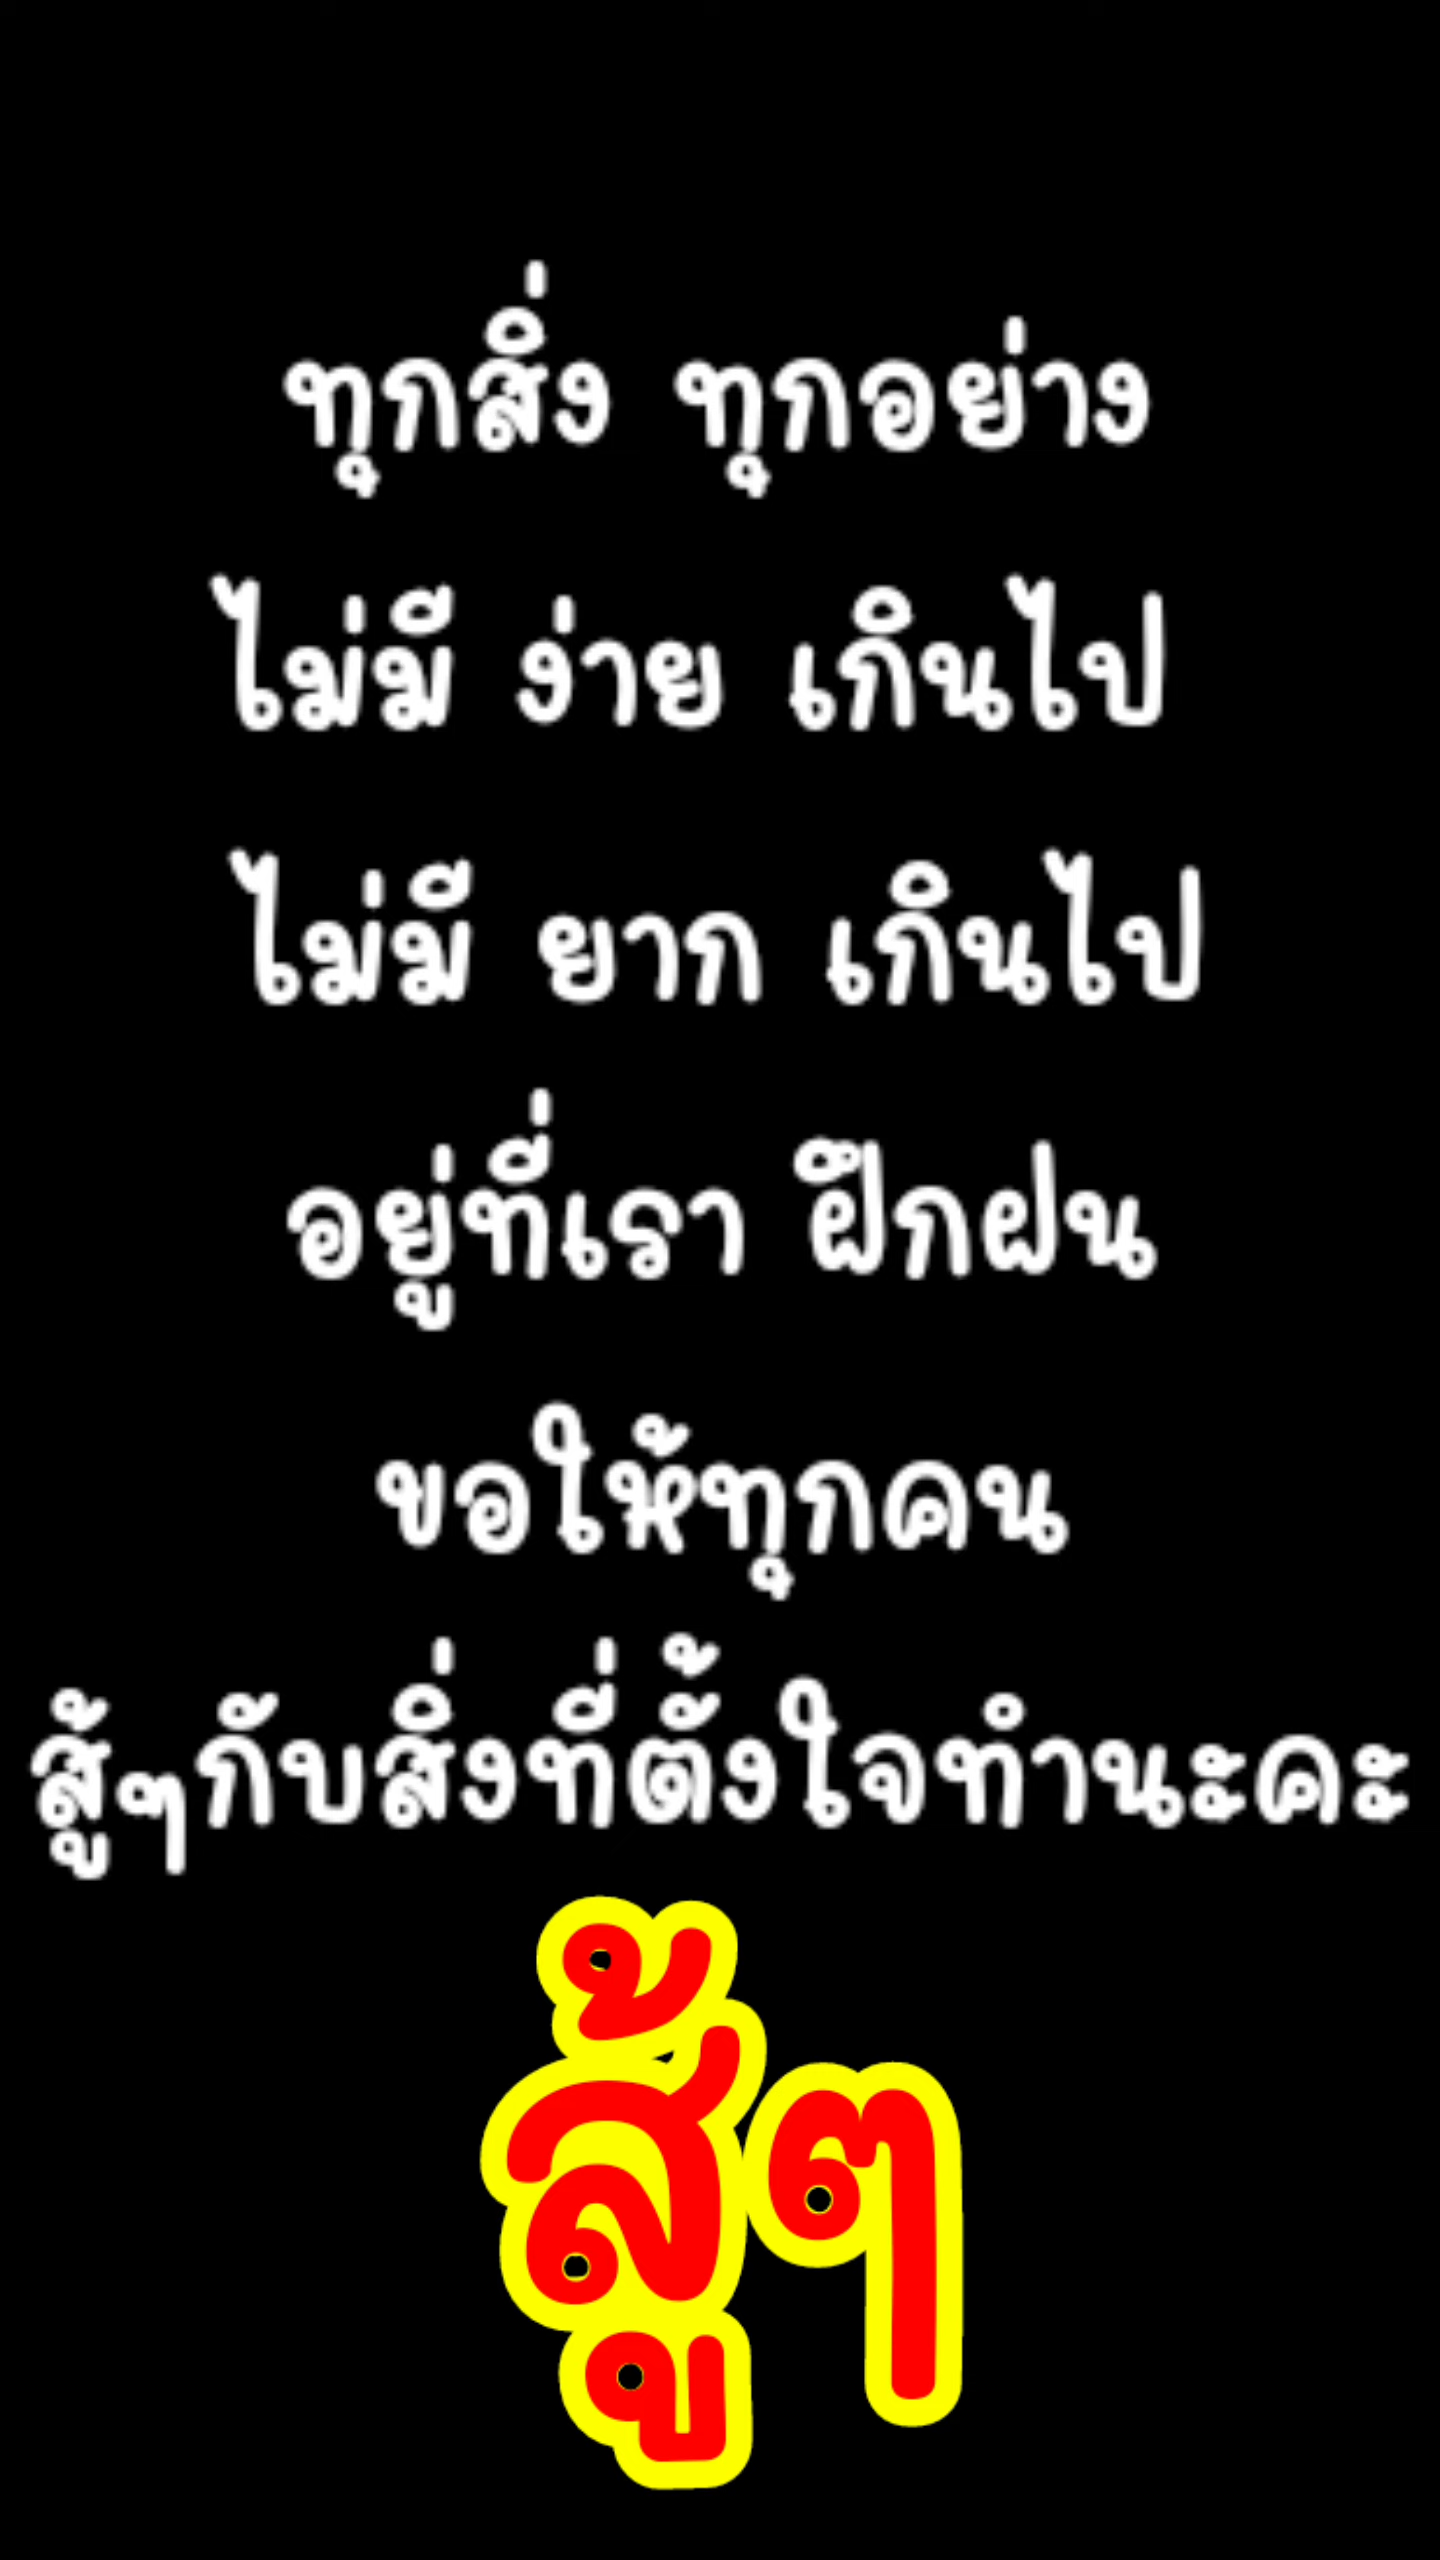 ทุกสิ่ง ทุกอย่าง
ไม่มี ง่าย เกินไป
ไม่มี ยาก เกินไป
อยู่ที่เรา ฝึกฝน
ขอให้ทุกคน
สู้ๆกับสิ่งที่ตั้งใจทำนะคะ
สู้ๆ